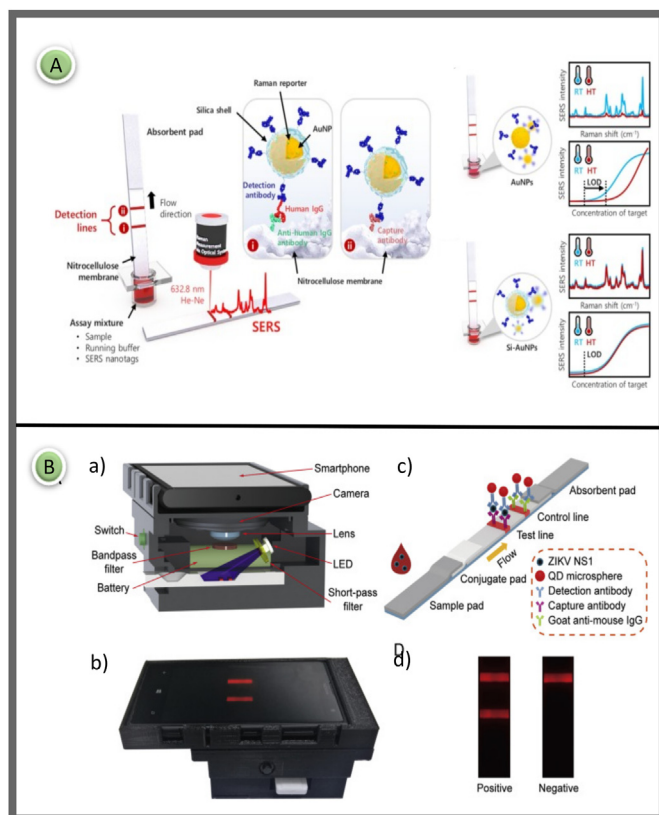 A
Raman reporter
Silica shell
AuNP
Absorbent pad
Detection
antibody
Human IgG
Anti-human IgG
antibody
Capture
antibody
Nitrocellulose membrane
i
ii
Flow
direction
Detection
lines
ii
i
Nitrocellulose
membrane
632.8 nm
He-Ne
SERS
Assay mixture
• Sample
• Running buffer
• SERS nanotags
AuNPs
SERS intensity
RT HT
Raman shift (cm-1)
SERS intensity
RT HT
LOD
Concentration of target
Si-AuNPs
SERS intensity
RT HT
Raman shift (cm-1)
SERS intensity
RT HT
LOD
Concentration of target
B
a)
Smartphone
Camera
Lens
LED
Short-pass
filter
Switch
Bandpass
filter
Battery
c)
Absorbent pad
Control line
Test line
Flow
Conjugate pad
Sample pad
ZIKV NS1
QD microsphere
Detection antibody
Capture antibody
Goat anti-mouse IgG
b)
D
d)
Positive
Negative